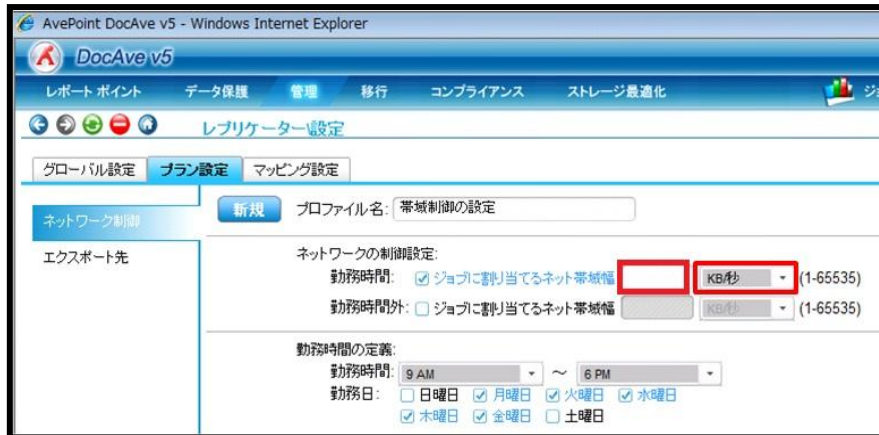 AvePoint DocAve v5 - Windows Internet Explorer
DocAve v5
レポート ポイント データ保護 管理 移行 コンプライアンス ストレージ最適化 ジョ
レプリケーター\設定
グローバル設定 プラン設定 マッピング設定
ネットワーク制御
エクスポート先
新規 プロファイル名: 帯域制御の設定
ネットワークの制御設定:
勤務時間: ジョブに割り当てるネット帯域幅 KB/秒 (1-65535)
勤務時間外: ジョブに割り当てるネット帯域幅 KB/秒 (1-65535)
勤務時間の定義:
勤務時間: 9 AM ~ 6 PM
勤務日: 日曜日 月曜日 火曜日 水曜日
木曜日 金曜日 土曜日